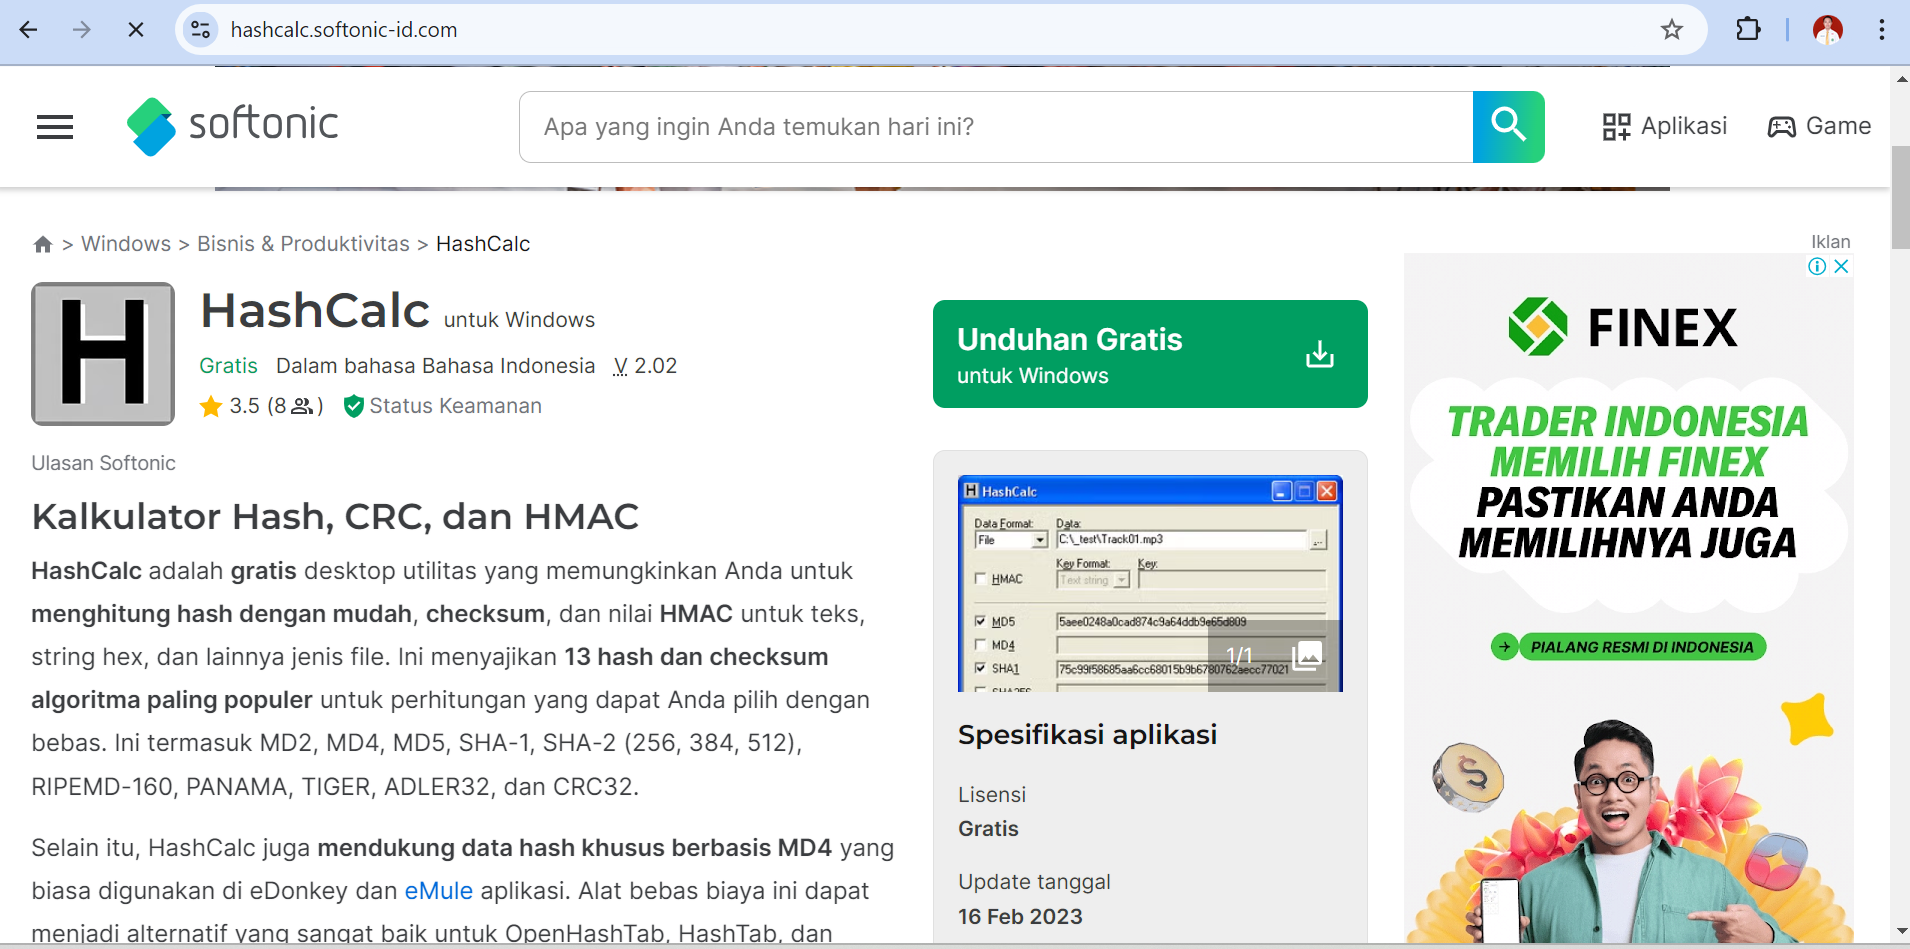 hashcalc.softonic-id.com
softonic
Apa yang ingin Anda temukan hari ini?
Aplikasi
Game
> Windows > Bisnis & Produktivitas > HashCalc
HashCalc untuk Windows
Gratis Dalam bahasa Bahasa Indonesia V 2.02
3.5 (8 )
Status Keamanan
Ulasan Softonic
Kalkulator Hash, CRC, dan HMAC
HashCalc adalah gratis desktop utilitas yang memungkinkan Anda untuk
menghitung hash dengan mudah, checksum, dan nilai HMAC untuk teks,
string hex, dan lainnya jenis file. Ini menyajikan 13 hash dan checksum
algoritma paling populer untuk perhitungan yang dapat Anda pilih dengan
bebas. Ini termasuk MD2, MD4, MD5, SHA-1, SHA-2 (256, 384, 512),
RIPEMD-160, PANAMA, TIGER, ADLER32, dan CRC32.
Selain itu, HashCalc juga mendukung data hash khusus berbasis MD4 yang
biasa digunakan di eDonkey dan eMule aplikasi. Alat bebas biaya ini dapat
menjadi alternatif yang sangat baik untuk OpenHashTab, HashTab, dan
Unduhan Gratis
untuk Windows
H HashCalc
Data Format: Data:
File C:\_test\Track01.mp3 ...
Key Format: Key:
HMAC Text string
MD5 5aee0248a0cad874c9a64ddb9e65d809
MD4
SHA1 75c99f58685aa6cc68015b9b6780762aecc77021
SHA256
1/1
Spesifikasi aplikasi
Lisensi
Gratis
Update tanggal
16 Feb 2023
Iklan
FINEX
TRADER INDONESIA
MEMILIH FINEX
PASTIKAN ANDA
MEMILIHNYA JUGA
PIALANG RESMI DI INDONESIA